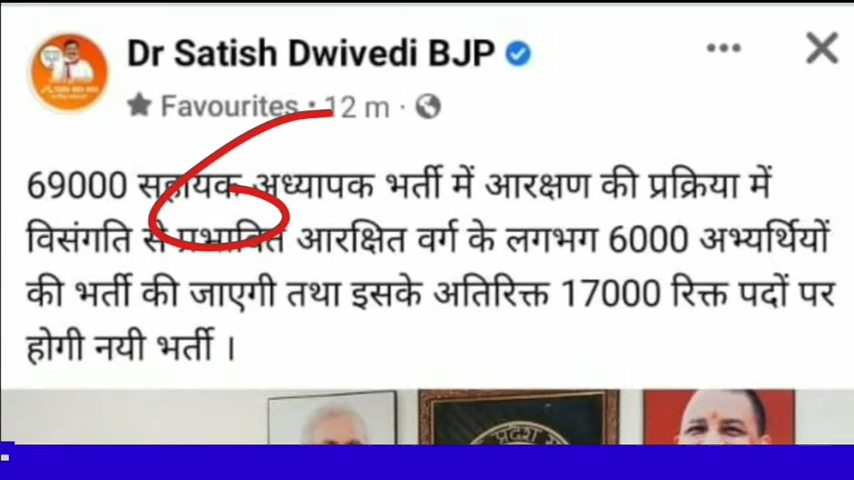 Dr Satish Dwivedi BJP
Favourites · 12 m ·
69000 सहायक अध्यापक भर्ती में आरक्षण की प्रक्रिया में
विसंगति से प्रभावित आरक्षित वर्ग के लगभग 6000 अभ्यर्थियों
की भर्ती की जाएगी तथा इसके अतिरिक्त 17000 रिक्त पदों पर
होगी नयी भर्ती ।
प्रदेश